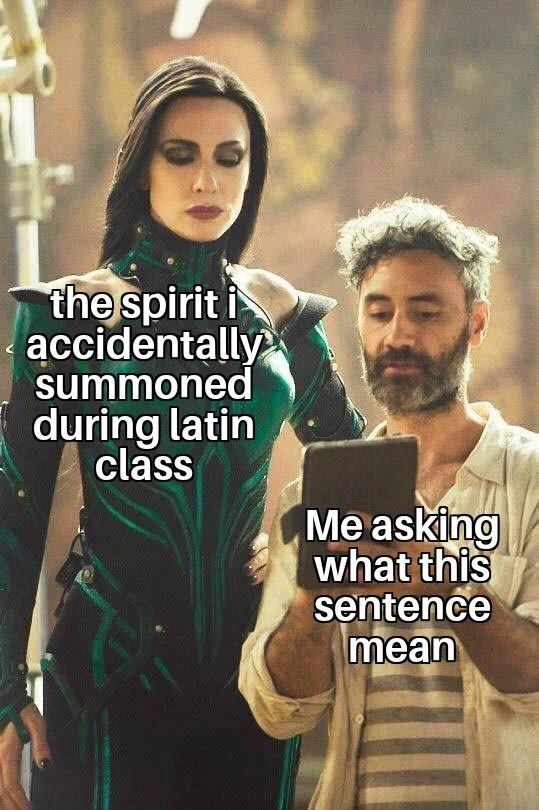 the spirit i
accidentally
summoned
during latin
class
Me asking
what this
sentence
mean